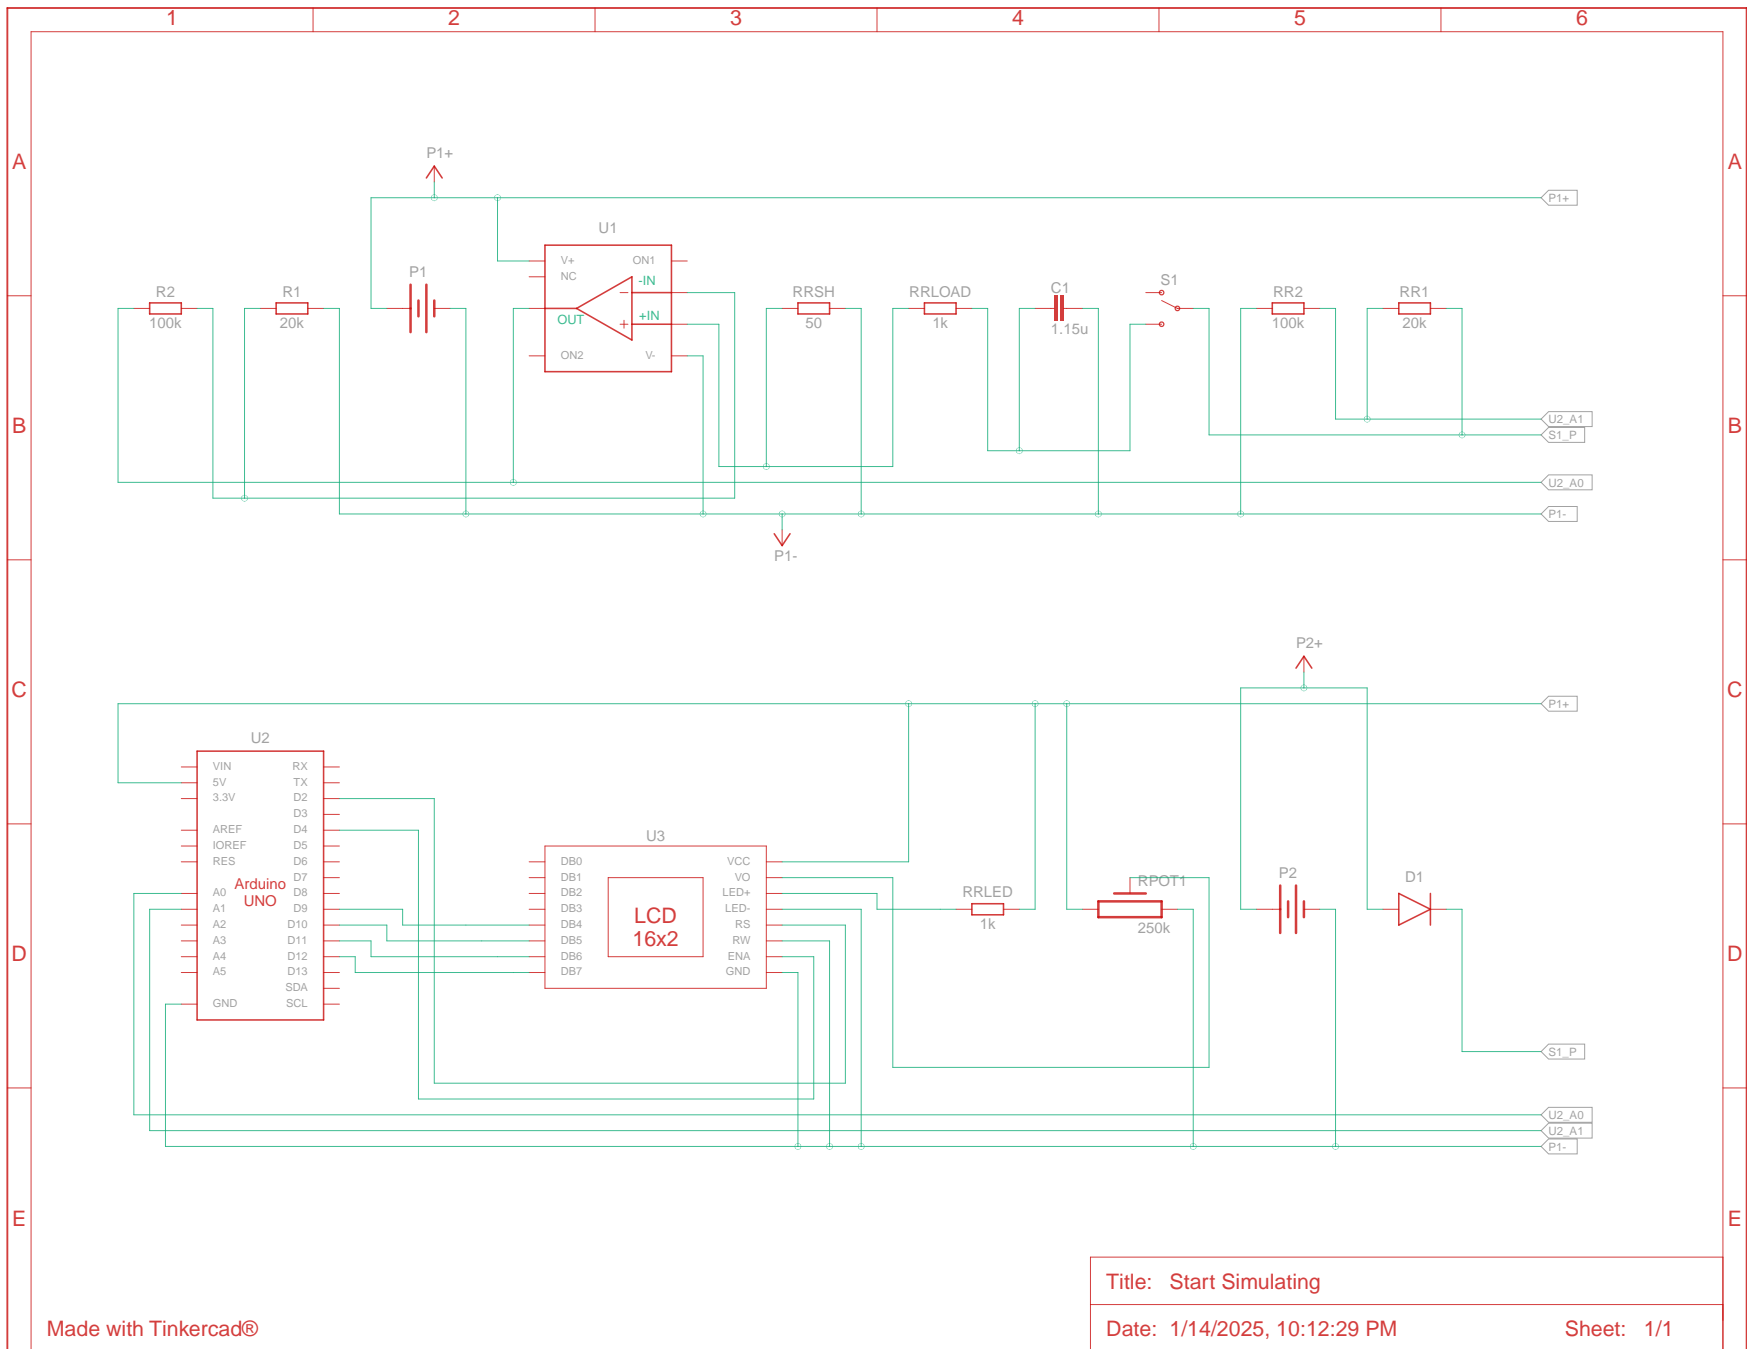 1 2 3 4 5 6
A A
P1+
P1+
U1
V+ ON1
NC -IN
P1
R2 R1 RRSH RRLOAD C1 S1 RR2 RR1
OUT +IN
100k 20k 50 1k 1.15u 100k 20k
ON2 V-
B B
U2_A1
S1_P
U2_A0
P1-
P1-
P2+
C C
P1+
U2
VIN RX
5V TX
3.3V D2
D3
AREF D4
IOREF D5
RES D6
D7
A0 D8
A1 D9
A2 D10
A3 D11
A4 D12
A5 D13
SDA
GND SCL
Arduino
UNO
U3
DB0 VCC
DB1 VO
DB2 LED+
DB3 LED-
DB4 RS
DB5 RW
DB6 ENA
DB7 GND
LCD
16x2
RRLED
1k
RPOT1
250k
P2
D1
D D
S1_P
U2_A0
U2_A1
P1-
E E
Title: Start Simulating
Made with Tinkercad®
Date: 1/14/2025, 10:12:29 PM Sheet: 1/1